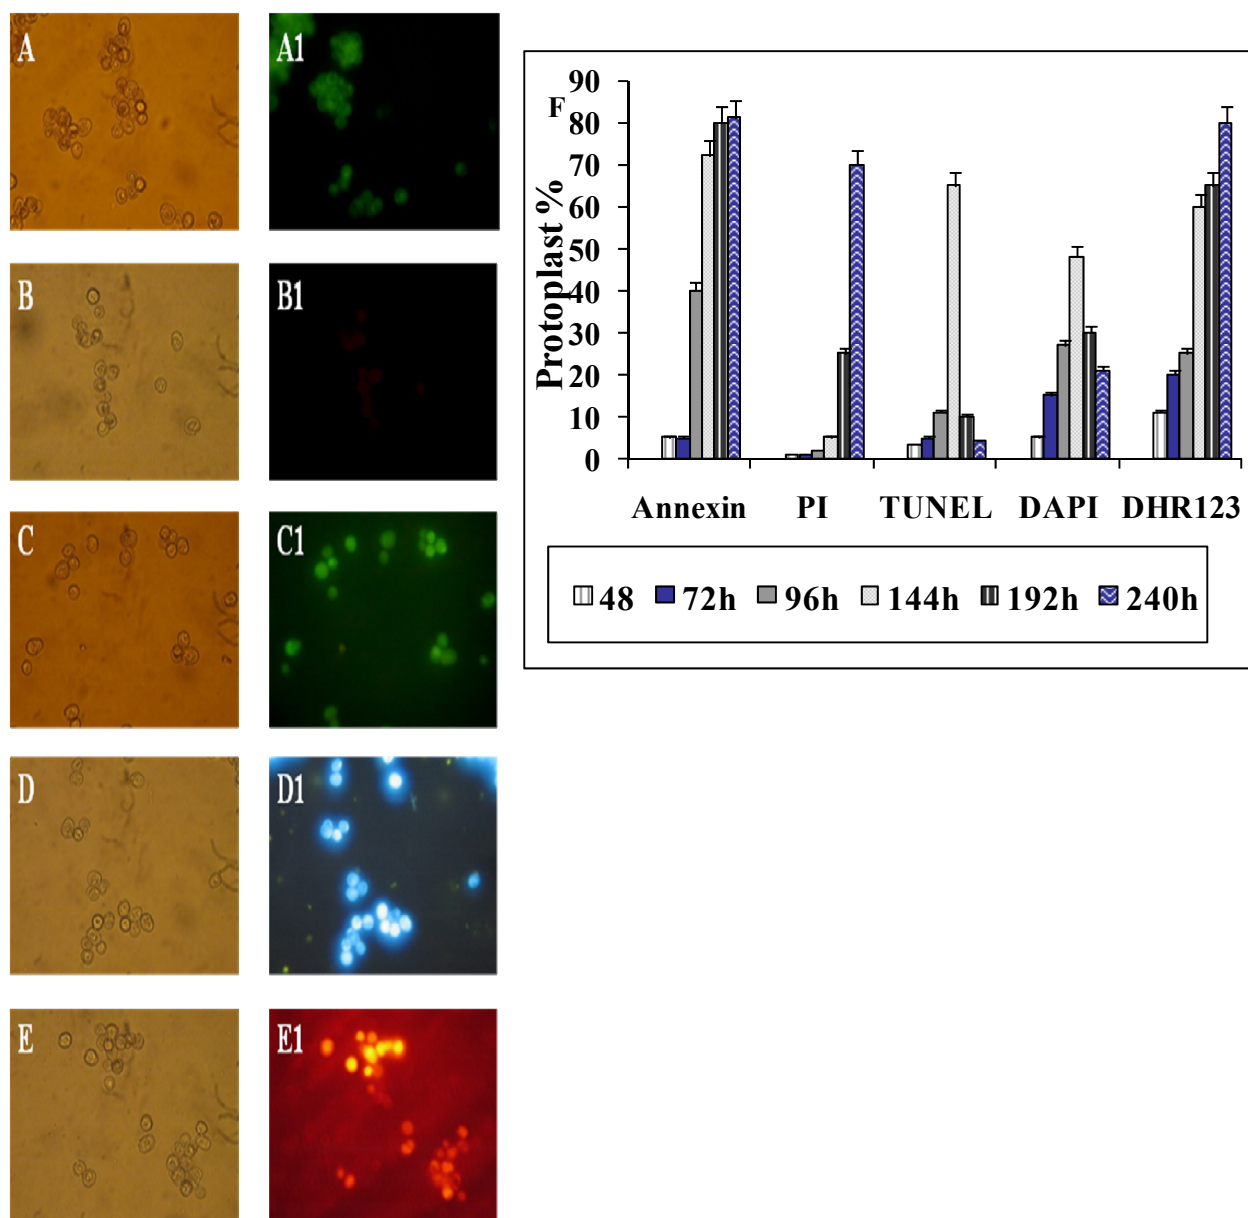 A
A1
B
B1
C
C1
D
D1
E
E1
F
Protoplast %
90
80
70
60
50
40
30
20
10
0
Annexin PI TUNEL DAPI DHR123
48 72h 96h 144h 192h 240h